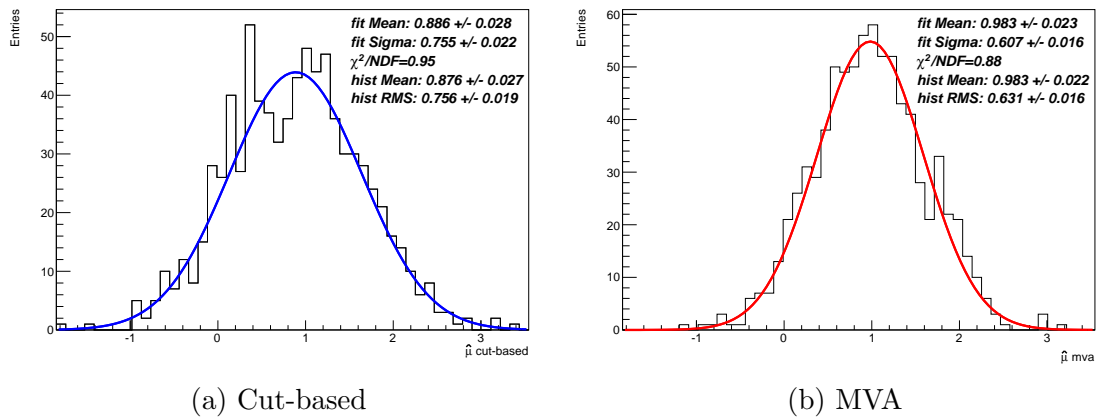 Entries
50
40
30
20
10
0
-1
0
1
2
3
μ̂ cut-based
fit Mean: 0.886 +/- 0.028
fit Sigma: 0.755 +/- 0.022
χ²/NDF=0.95
hist Mean: 0.876 +/- 0.027
hist RMS: 0.756 +/- 0.019
(a) Cut-based
Entries
60
50
40
30
20
10
0
-1
0
1
2
3
μ̂ mva
fit Mean: 0.983 +/- 0.023
fit Sigma: 0.607 +/- 0.016
χ²/NDF=0.88
hist Mean: 0.983 +/- 0.022
hist RMS: 0.631 +/- 0.016
(b) MVA